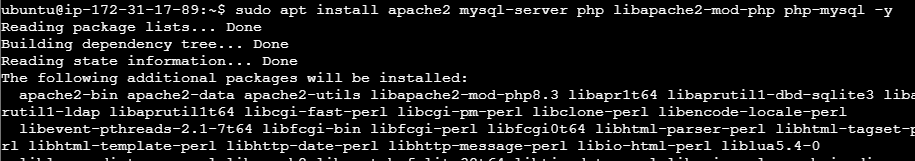 ubuntu@ip-172-31-17-89:~$ sudo apt install apache2 mysql-server php libapache2-mod-php php-mysql -y
Reading package lists... Done
Building dependency tree... Done
Reading state information... Done
The following additional packages will be installed:
apache2-bin apache2-data apache2-utils libapache2-mod-php8.3 libapr1t64 libaprutil1-dbd-sqlite3 liba
rutil1-ldap libaprutil1t64 libcgi-fast-perl libcgi-pm-perl libclone-perl libencode-locale-perl
libevent-pthreads-2.1-7t64 libfcgi-bin libfcgi-perl libfcgi0t64 libhtml-parser-perl libhtml-tagset-p
rl libhtml-template-perl libhttp-date-perl libhttp-message-perl libio-html-perl liblua5.4-0